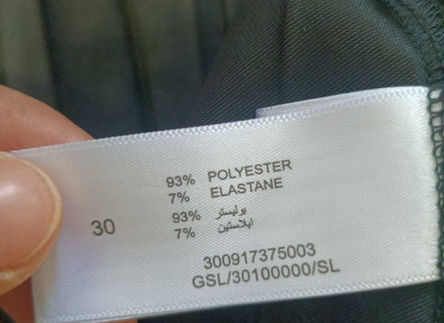 93% POLYESTER
7% ELASTANE
93% بوليستر
7% ايلاستين
30
300917375003
GSL/30100000/SL